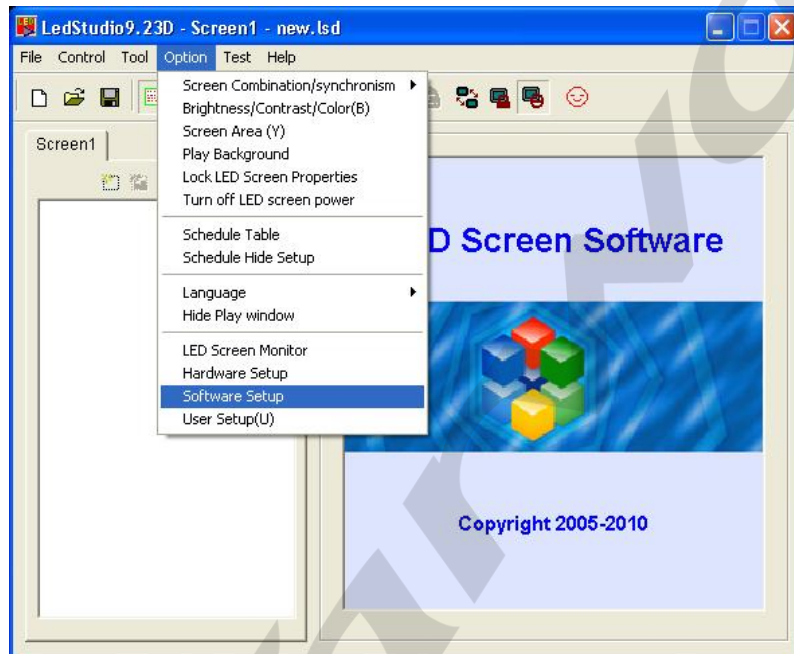 LedStudio9.23D - Screen1 - new.lsd
File Control Tool Option Test Help
Screen Combination/synchronism
Brightness/Contrast/Color(B)
Screen Area (Y)
Play Background
Lock LED Screen Properties
Turn off LED screen power
Schedule Table
Schedule Hide Setup
Language
Hide Play window
LED Screen Monitor
Hardware Setup
Software Setup
User Setup(U)
Screen1
D Screen Software
Copyright 2005-2010